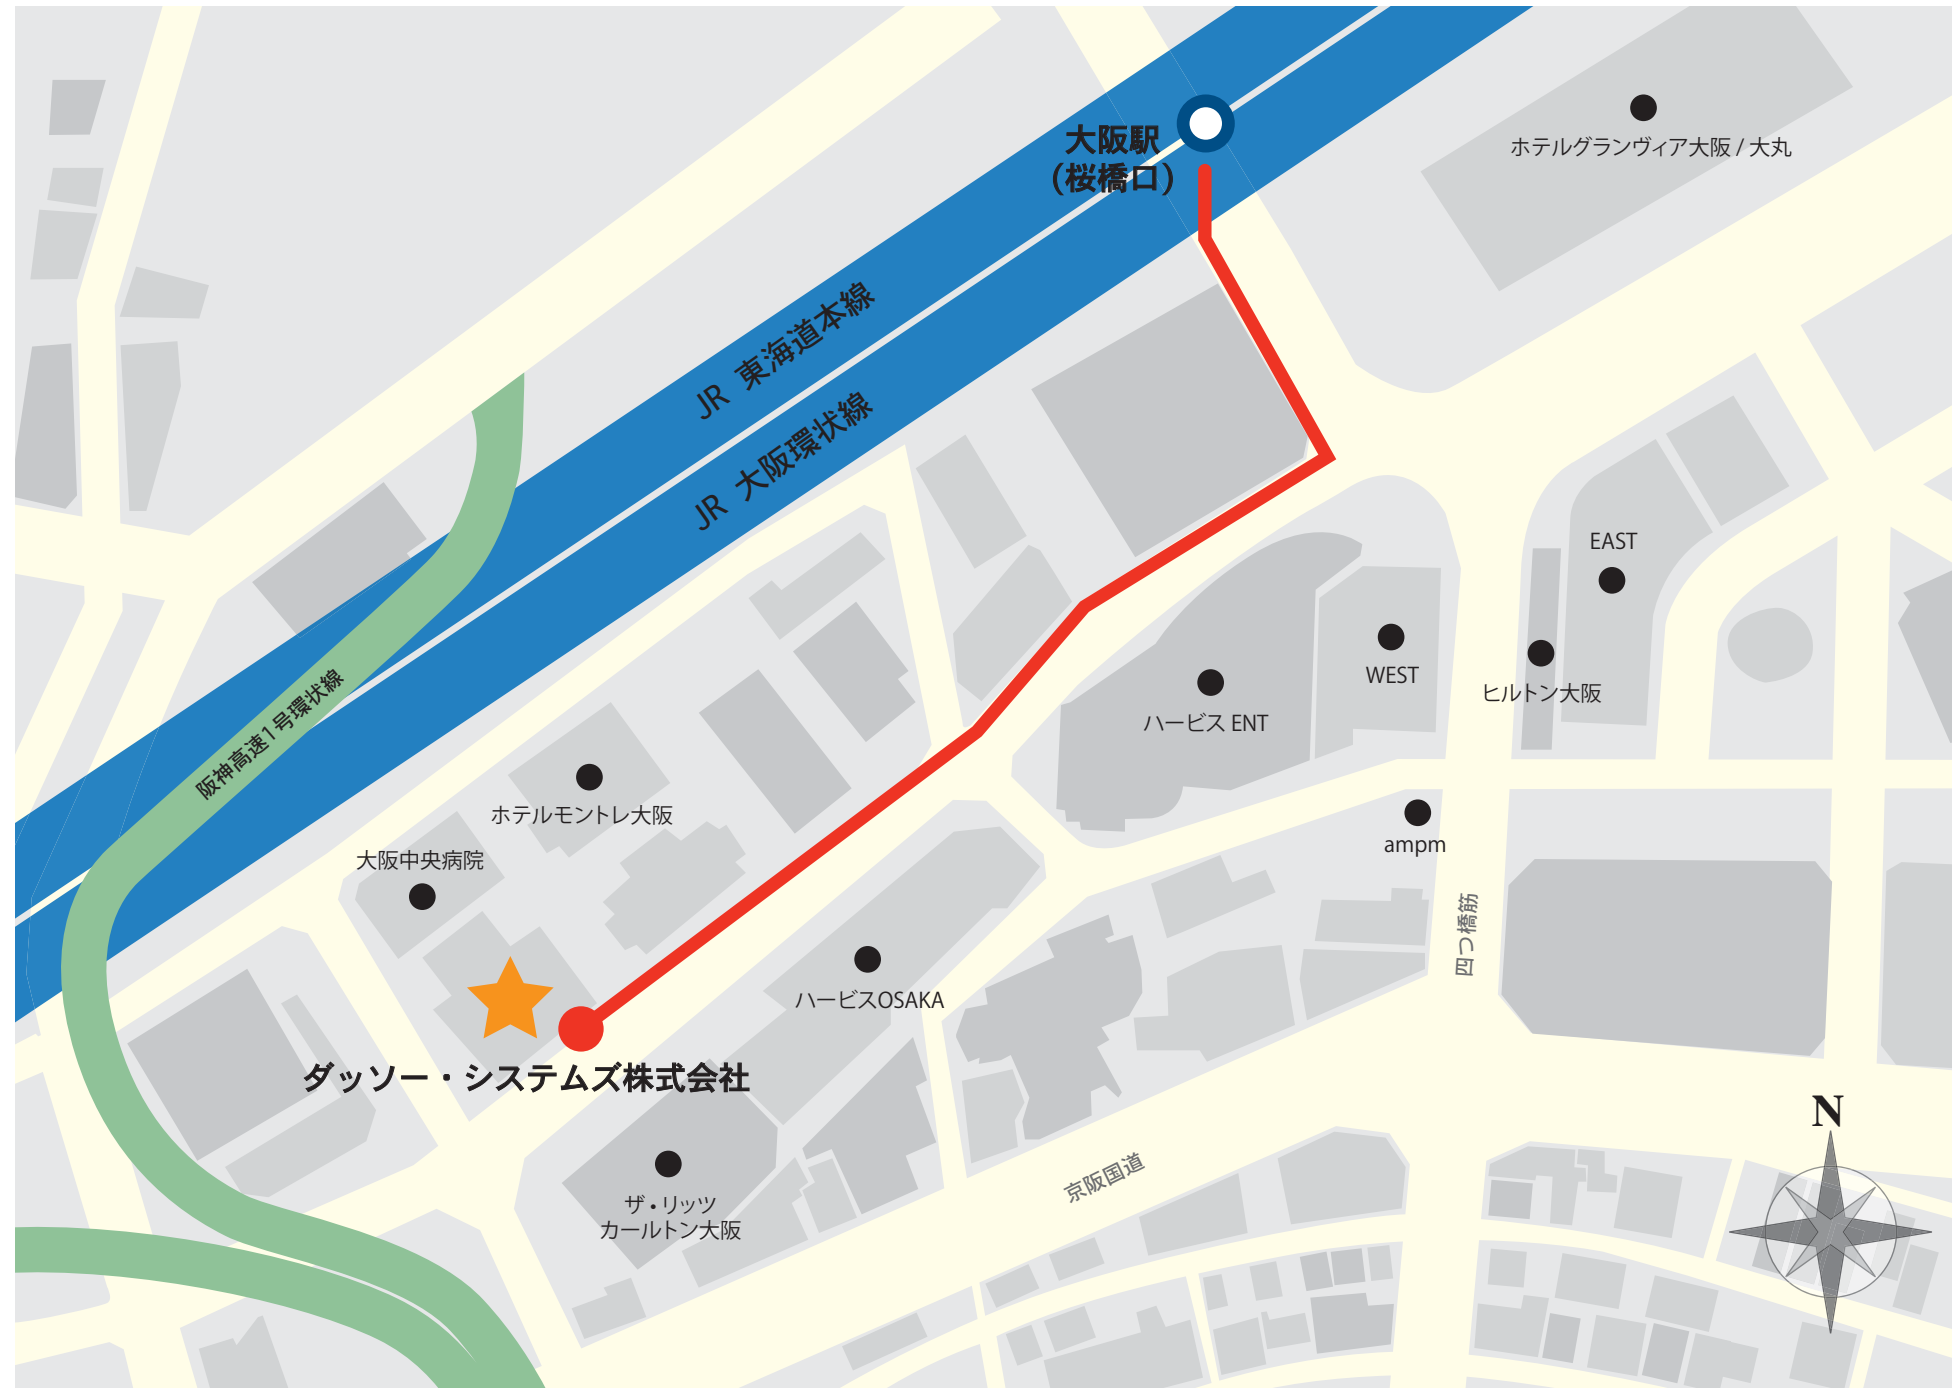 大阪駅
(桜橋口)
ホテルグランヴィア大阪 / 大丸
JR 東海道本線
JR 大阪環状線
阪神高速1号環状線
EAST
WEST
ヒルトン大阪
ハービス ENT
ホテルモントレ大阪
ampm
大阪中央病院
四つ橋筋
ハービスOSAKA
ダッソー・システムズ株式会社
N
京阪国道
ザ・リッツ
カールトン大阪